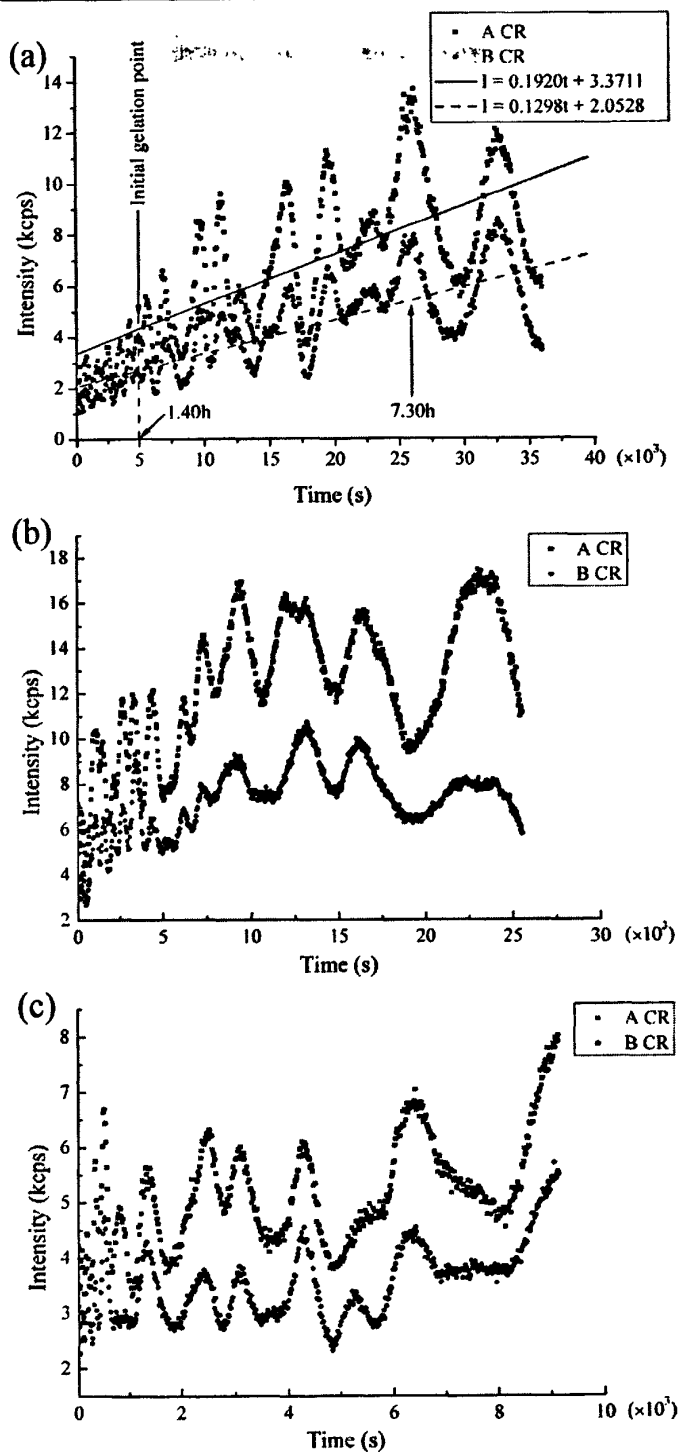 (a)
A CR
B CR
I = 0.1920t + 3.3711
I = 0.1298t + 2.0528
Initial gelation point
Intensity (kcps)
14
12
10
8
6
4
2
0
1.40h
7.30h
0 5 10 15 20 25 30 35 40 (×10³)
Time (s)
(b)
A CR
B CR
Intensity (kcps)
18
16
14
12
10
8
6
4
2
0 5 10 15 20 25 30 (×10³)
Time (s)
(c)
A CR
B CR
Intensity (kcps)
8
7
6
5
4
3
2
0 2 4 6 8 10 (×10³)
Time (s)